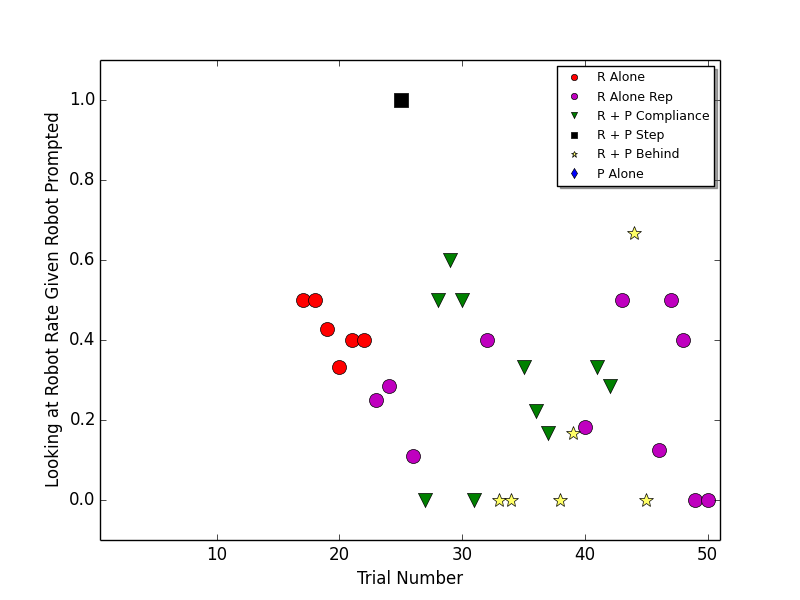 Looking at Robot Rate Given Robot Prompted
1.0
0.8
0.6
0.4
0.2
0.0
R Alone
R Alone Rep
R + P Compliance
R + P Step
R + P Behind
P Alone
10 20 30 40 50
Trial Number